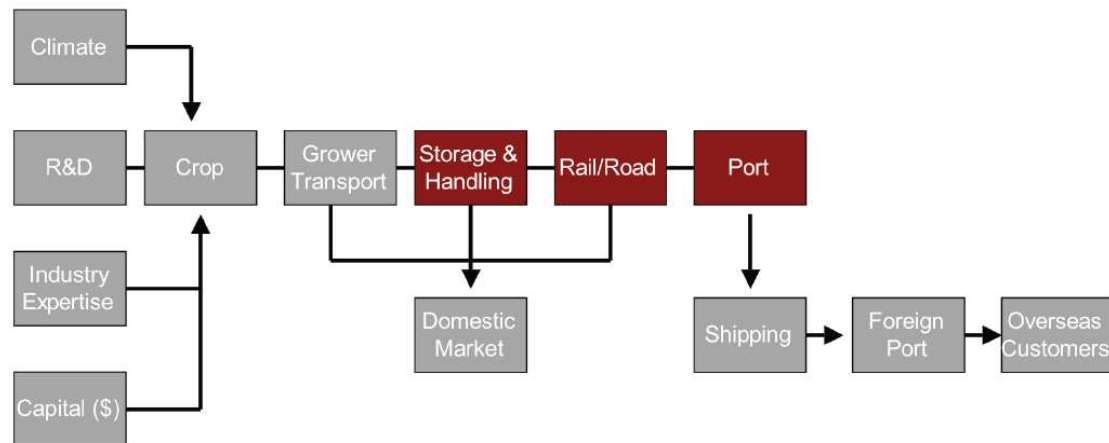 Climate
R&D
Crop
Grower
Transport
Storage &
Handling
Rail/Road
Port
Industry
Expertise
Domestic
Market
Shipping
Foreign
Port
Overseas
Customers
Capital ($)